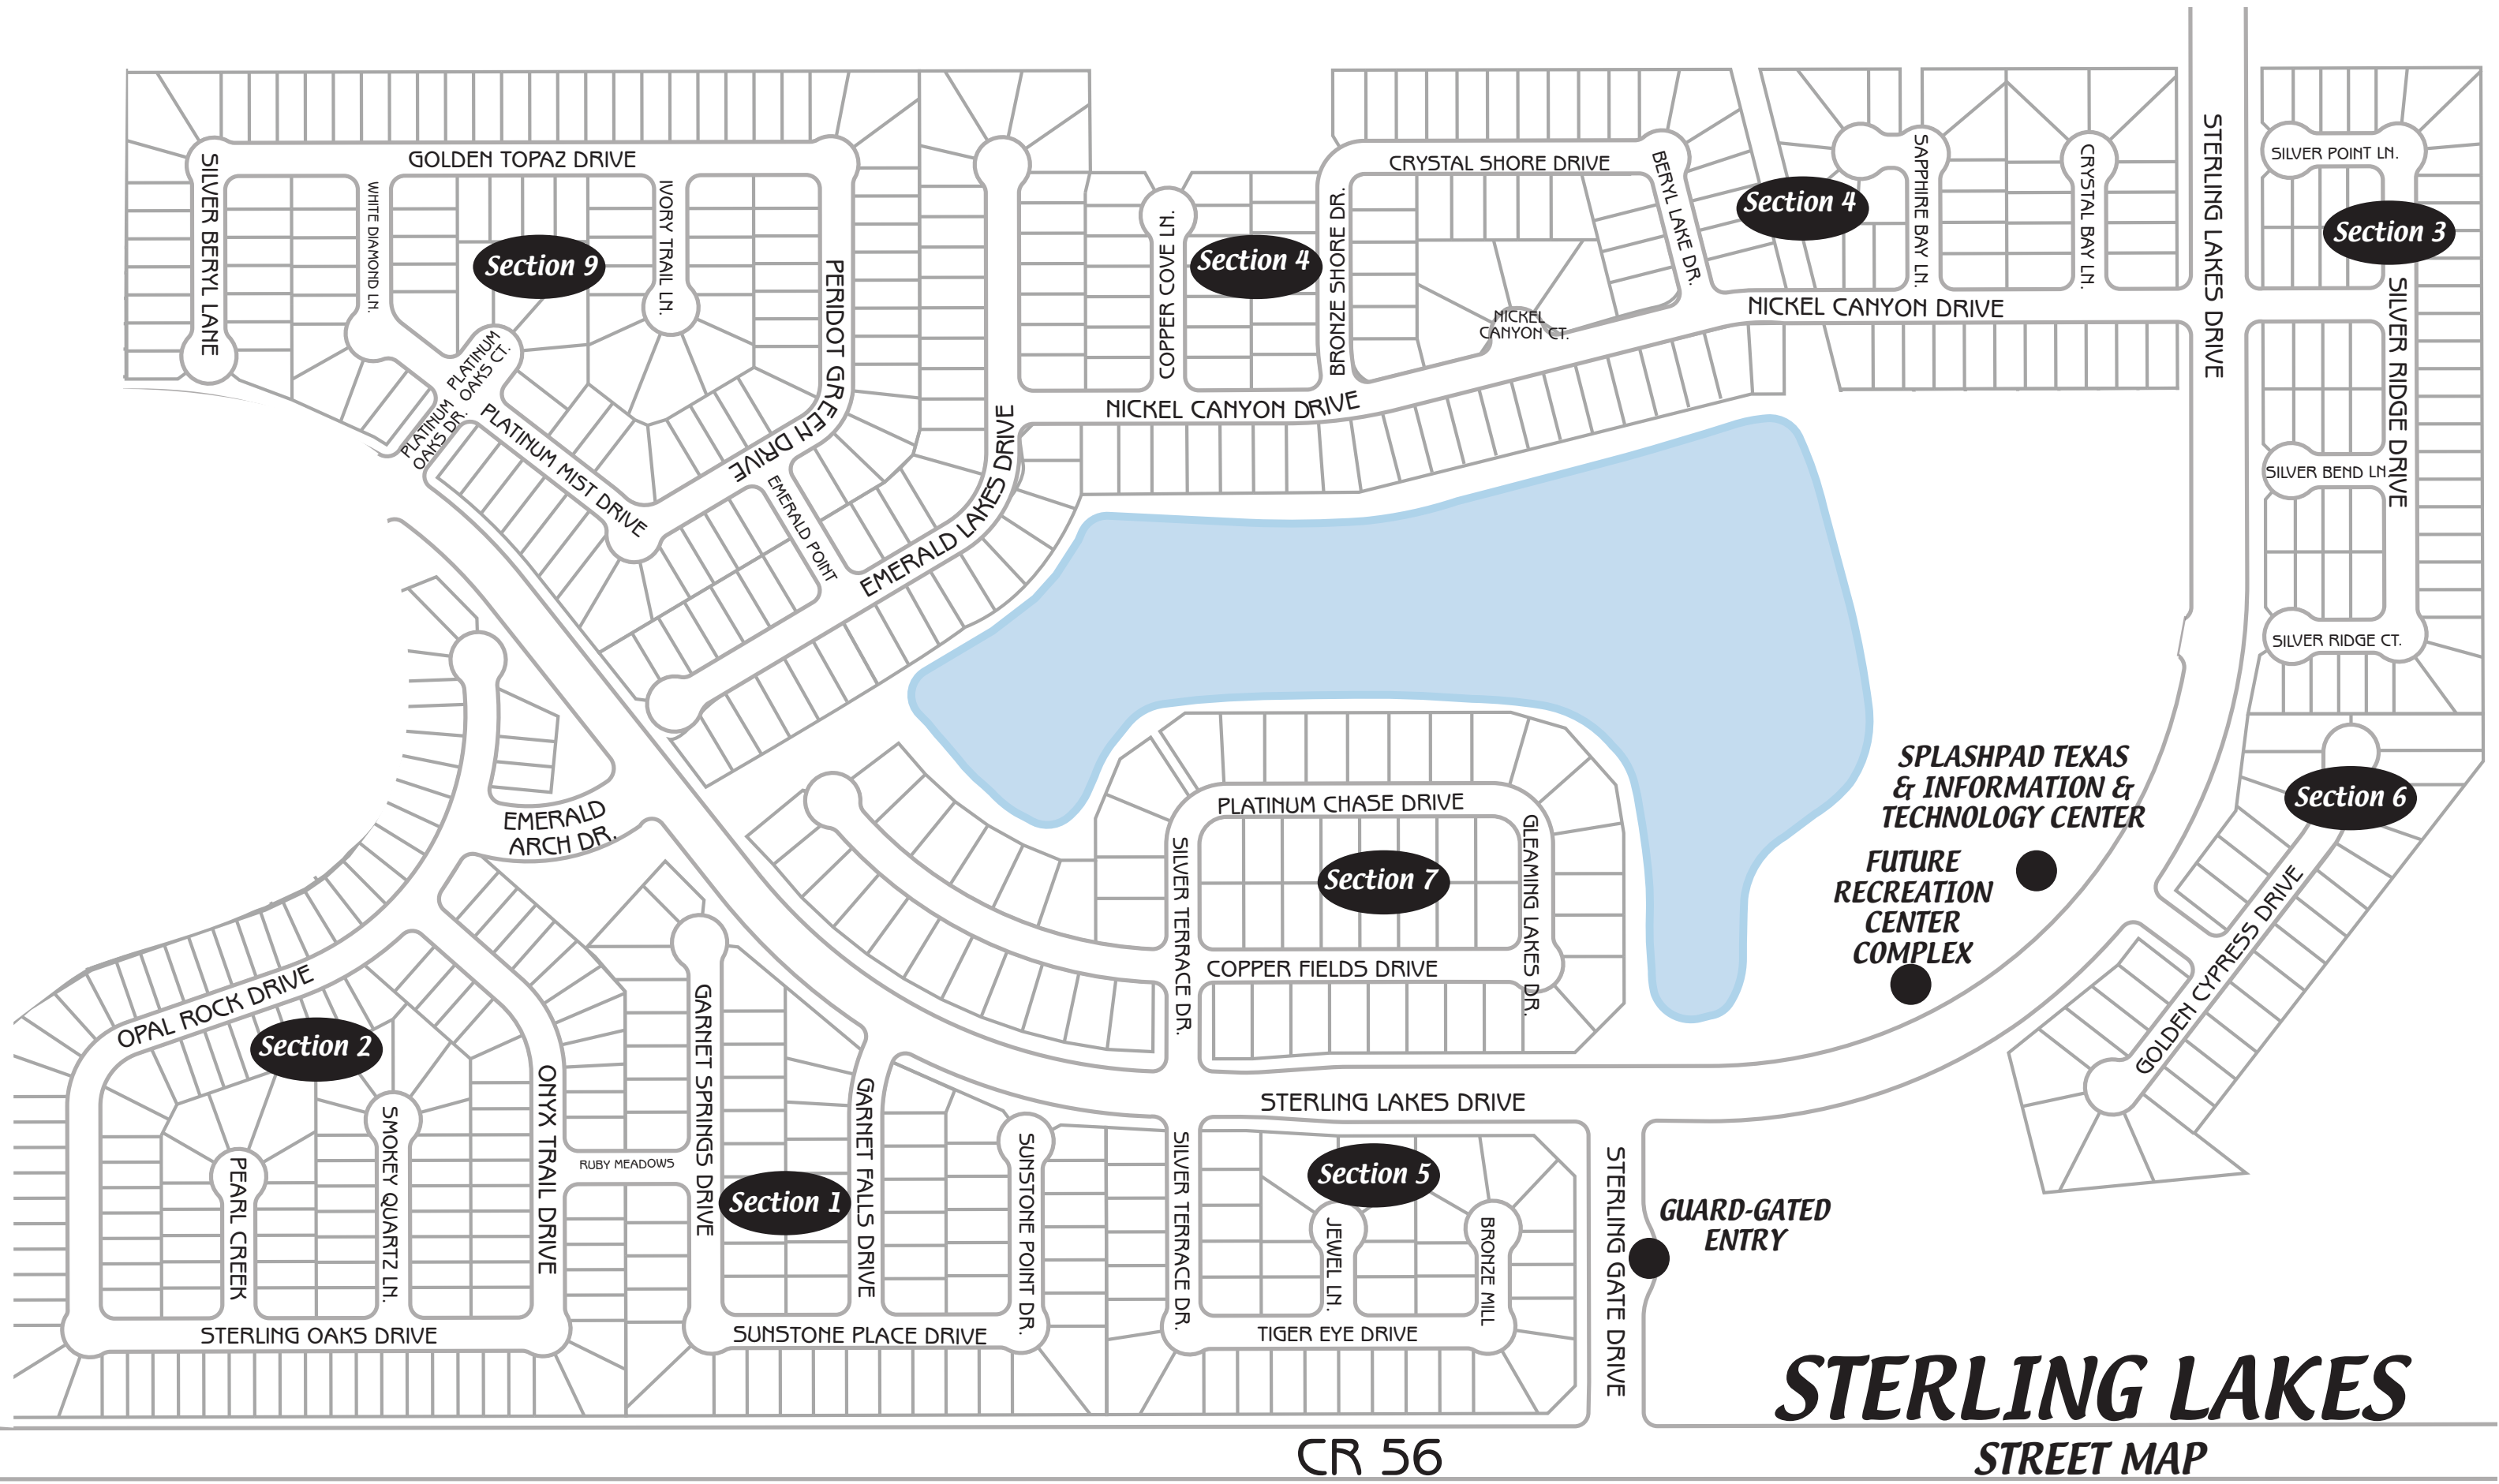 GOLDEN TOPAZ DRIVE
SILVER BERYL LANE
WHITE DIAMOND LN.
Section 9
IVORY TRAIL LN.
PERIDOT GREEN DRIVE
PLATINUM
OAKS CT.
PLATINUM
OAKS DR.
PLATINUM MIST DRIVE
EMERALD POINT
EMERALD LAKES DRIVE
COPPER COVE LN.
Section 4
BRONZE SHORE DR.
CRYSTAL SHORE DRIVE
BERYL LAKE DR.
NICKEL
CANYON CT.
NICKEL CANYON DRIVE
Section 4
SAPPHIRE BAY LN.
CRYSTAL BAY LN.
NICKEL CANYON DRIVE
STERLING LAKES DRIVE
SILVER POINT LN.
Section 3
SILVER RIDGE DRIVE
SILVER BEND LN.
SILVER RIDGE CT.
Section 6
GOLDEN CYPRESS DRIVE
SPLASHPAD TEXAS
& INFORMATION &
TECHNOLOGY CENTER
FUTURE
RECREATION
CENTER
COMPLEX
PLATINUM CHASE DRIVE
Section 7
GLEAMING LAKES DR.
SILVER TERRACE DR.
COPPER FIELDS DRIVE
EMERALD
ARCH DR.
OPAL ROCK DRIVE
Section 2
PEARL CREEK
SMOKEY QUARTZ LN.
ONYX TRAIL DRIVE
STERLING OAKS DRIVE
RUBY MEADOWS
GARNET SPRINGS DRIVE
Section 1
GARNET FALLS DRIVE
SUNSTONE POINT DR.
SUNSTONE PLACE DRIVE
STERLING LAKES DRIVE
SILVER TERRACE DR.
Section 5
JEWEL LN.
BRONZE MILL
TIGER EYE DRIVE
STERLING GATE DRIVE
GUARD-GATED
ENTRY
STERLING LAKES
STREET MAP
CR 56